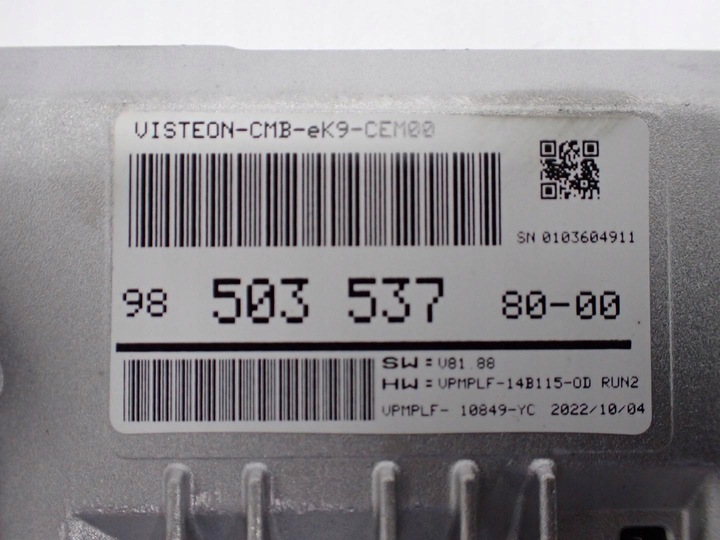 VISTEON-CMB-eK9-CEM00
SN 0103604911
98 503 537 80-00
SW: V81.88
HW: VPMPLF-14B115-OD RUN2
VPMPLF- 10849-YC 2022/10/04